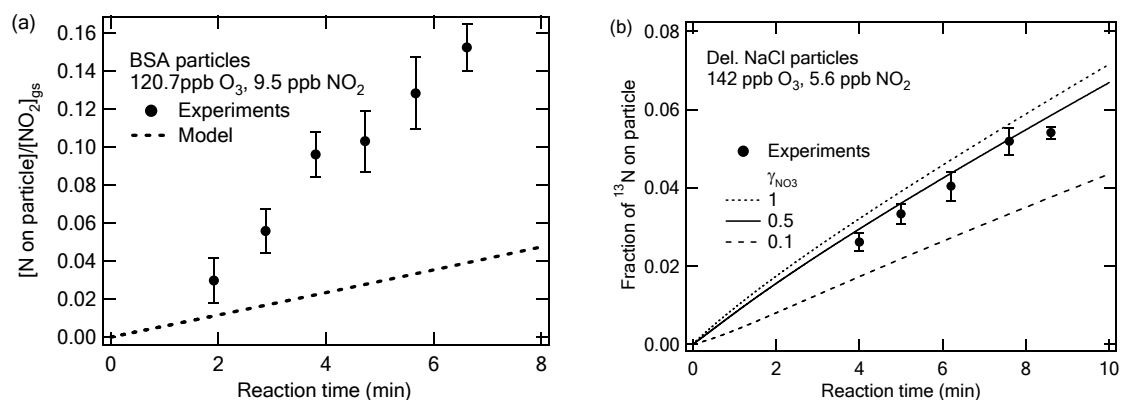 (a)
0.16
0.14
0.12
0.10
0.08
0.06
0.04
0.02
0.00
[N on particle]/[NO2]gs
BSA particles
120.7ppb O3, 9.5 ppb NO2
Experiments
Model
0
2
4
6
8
Reaction time (min)
(b)
0.08
0.06
0.04
0.02
0.00
Fraction of 13N on particle
Del. NaCl particles
142 ppb O3, 5.6 ppb NO2
Experiments
γNO3
1
0.5
0.1
0
2
4
6
8
10
Reaction time (min)